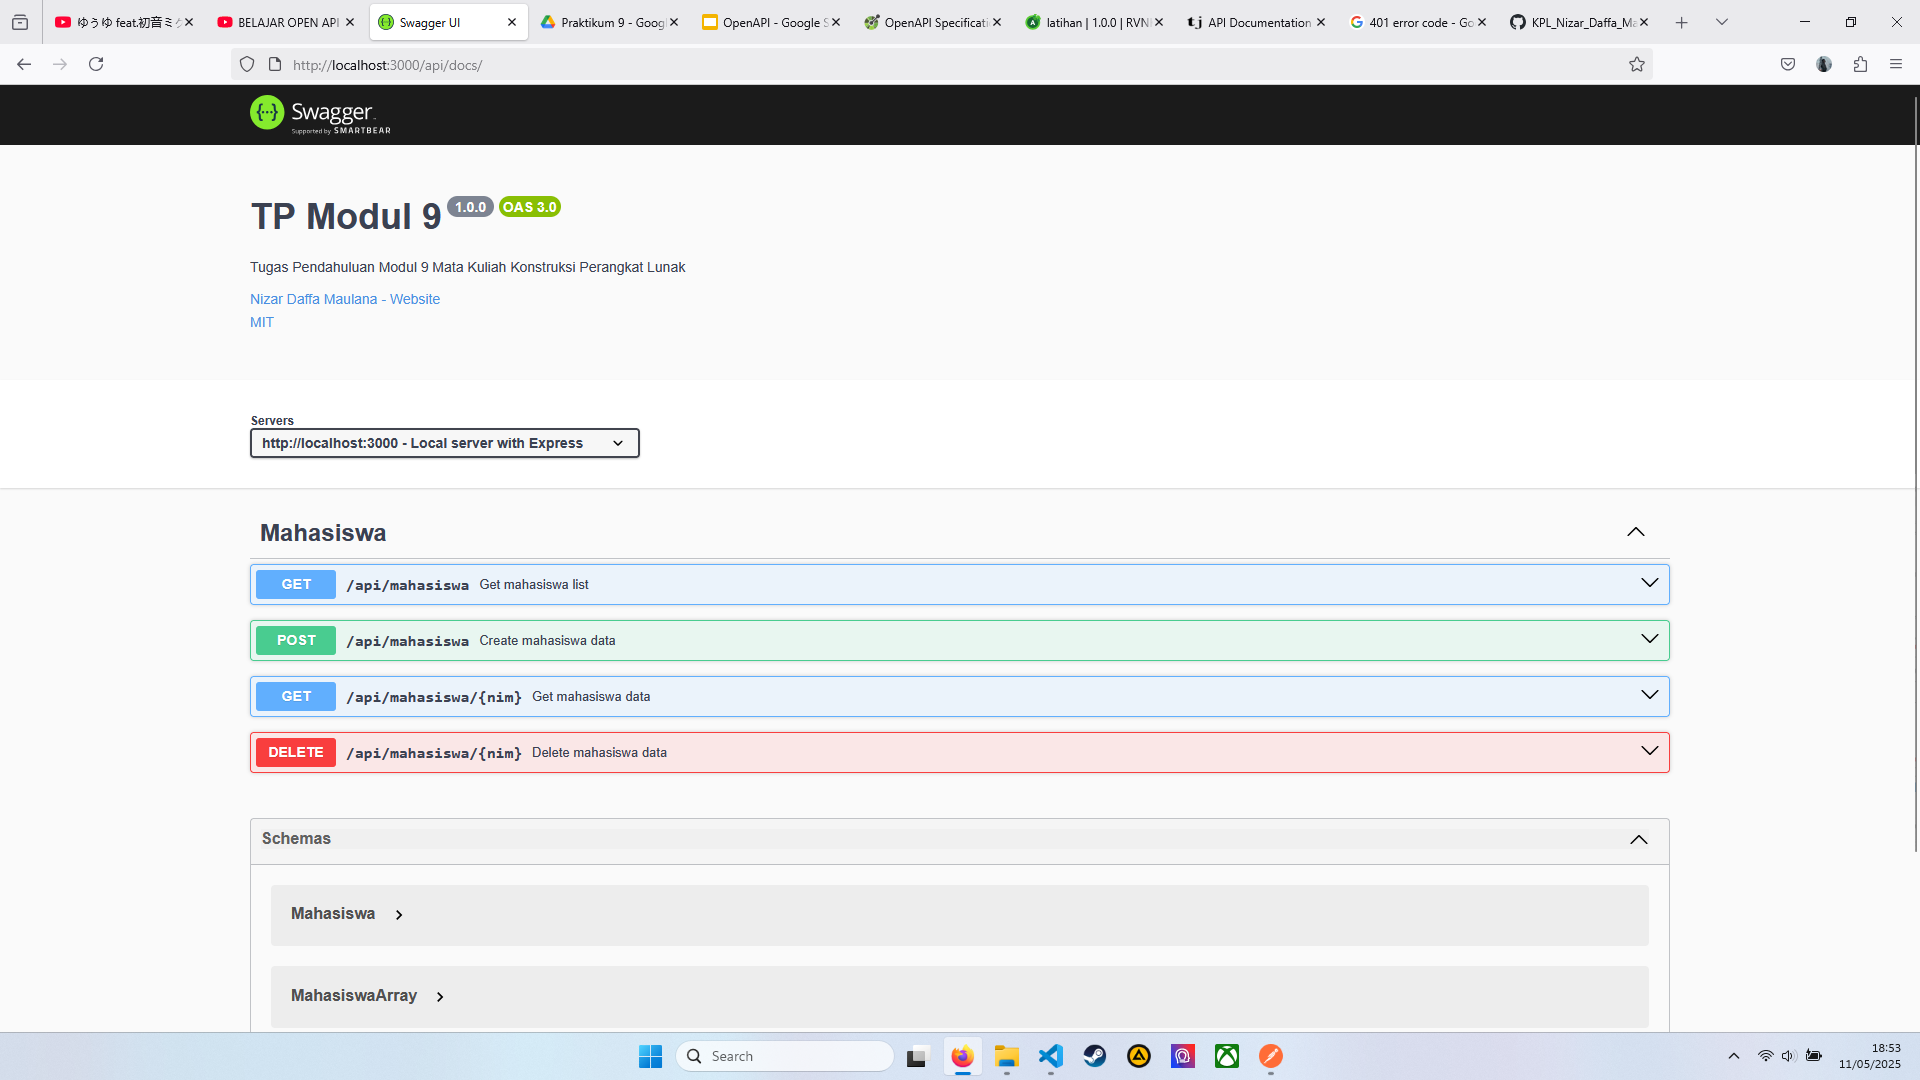 ゆうゆ feat.初音ミク
BELAJAR OPEN API
Swagger UI
Praktikum 9 - Goog
OpenAPI - Google S
OpenAPI Specificati
latihan | 1.0.0 | RVN
API Documentation
401 error code - Go
KPL_Nizar_Daffa_Ma
http://localhost:3000/api/docs/
{···} Swagger
Supported by SMARTBEAR
TP Modul 9 1.0.0 OAS 3.0
Tugas Pendahuluan Modul 9 Mata Kuliah Konstruksi Perangkat Lunak
Nizar Daffa Maulana - Website
MIT
Servers
http://localhost:3000 - Local server with Express
Mahasiswa
GET /api/mahasiswa Get mahasiswa list
POST /api/mahasiswa Create mahasiswa data
GET /api/mahasiswa/{nim} Get mahasiswa data
DELETE /api/mahasiswa/{nim} Delete mahasiswa data
Schemas
Mahasiswa
MahasiswaArray
Search
18:53
11/05/2025